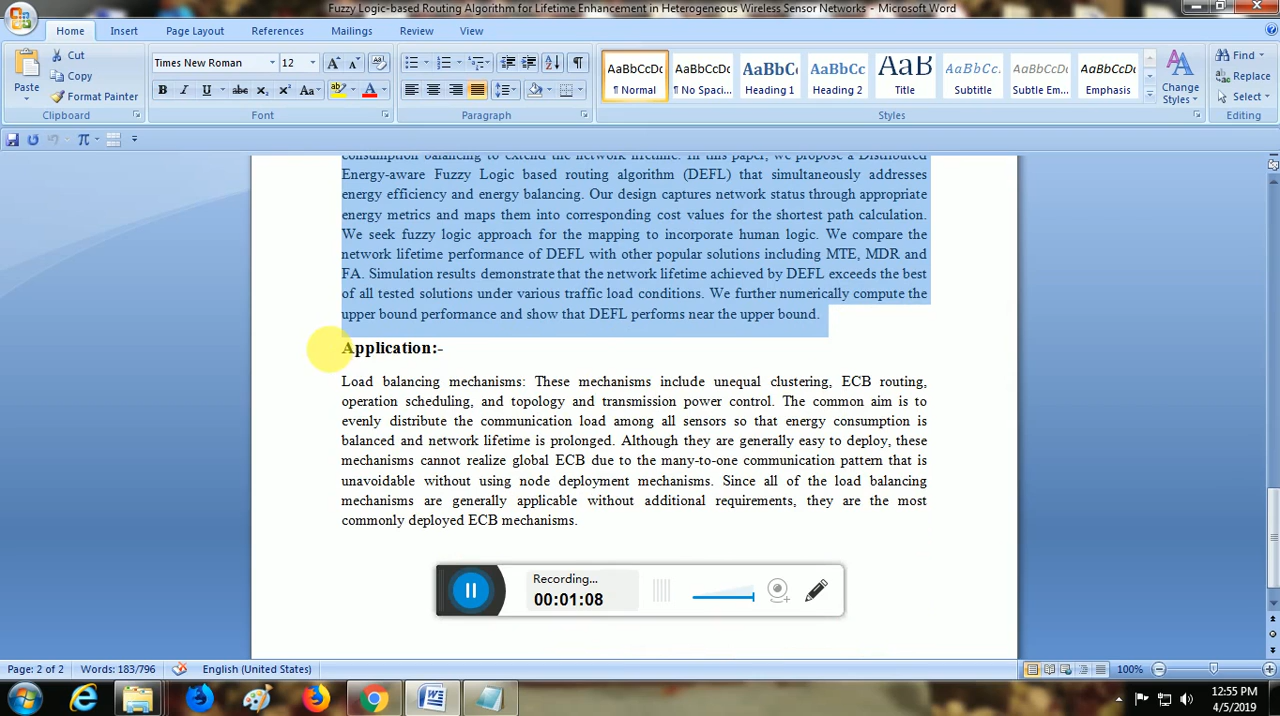 Fuzzy Logic-based Routing Algorithm for Lifetime Enhancement in Heterogeneous Wireless Sensor Networks - Microsoft Word
Home Insert Page Layout References Mailings Review View
Paste
Cut
Copy
Format Painter
Clipboard
Times New Roman 12
Font
Paragraph
AaBbCcDc AaBbCcDc AaBbC( AaBbCc AaB AaBbCc. AaBbCcDc AaBbCcDc
¶ Normal ¶ No Spaci... Heading 1 Heading 2 Title Subtitle Subtle Em... Emphasis
Change Styles
Styles
Find
Replace
Select
Editing
consumption balancing to extend the network lifetime. In this paper, we propose a Distributed
Energy-aware Fuzzy Logic based routing algorithm (DEFL) that simultaneously addresses
energy efficiency and energy balancing. Our design captures network status through appropriate
energy metrics and maps them into corresponding cost values for the shortest path calculation.
We seek fuzzy logic approach for the mapping to incorporate human logic. We compare the
network lifetime performance of DEFL with other popular solutions including MTE, MDR and
FA. Simulation results demonstrate that the network lifetime achieved by DEFL exceeds the best
of all tested solutions under various traffic load conditions. We further numerically compute the
upper bound performance and show that DEFL performs near the upper bound.
Application:-
Load balancing mechanisms: These mechanisms include unequal clustering, ECB routing,
operation scheduling, and topology and transmission power control. The common aim is to
evenly distribute the communication load among all sensors so that energy consumption is
balanced and network lifetime is prolonged. Although they are generally easy to deploy, these
mechanisms cannot realize global ECB due to the many-to-one communication pattern that is
unavoidable without using node deployment mechanisms. Since all of the load balancing
mechanisms are generally applicable without additional requirements, they are the most
commonly deployed ECB mechanisms.
Recording...
00:01:08
Page: 2 of 2 Words: 183/796 English (United States) 100%
12:55 PM
4/5/2019